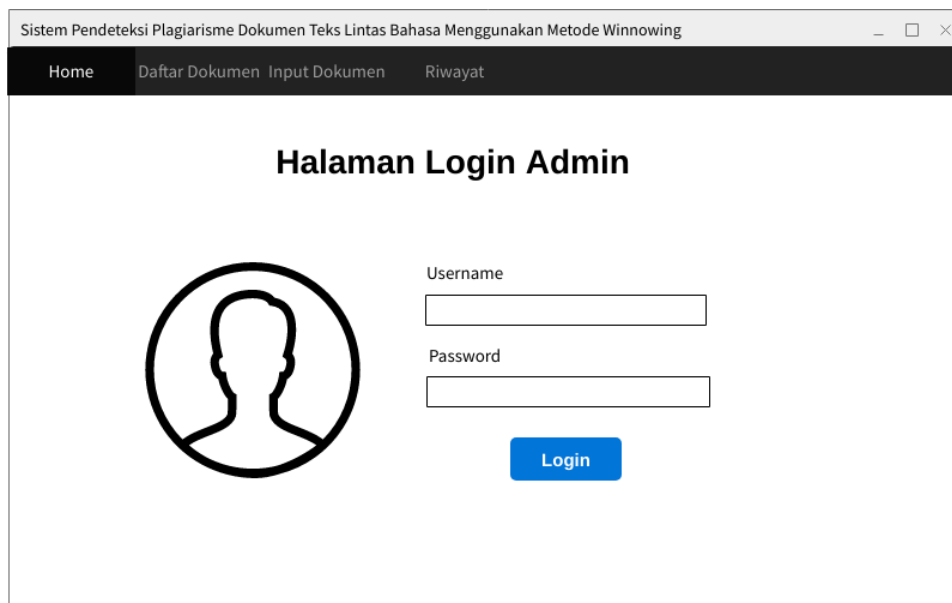 Sistem Pendeteksi Plagiarisme Dokumen Teks Lintas Bahasa Menggunakan Metode Winnowing
Home Daftar Dokumen Input Dokumen Riwayat
Halaman Login Admin
Username
Password
Login